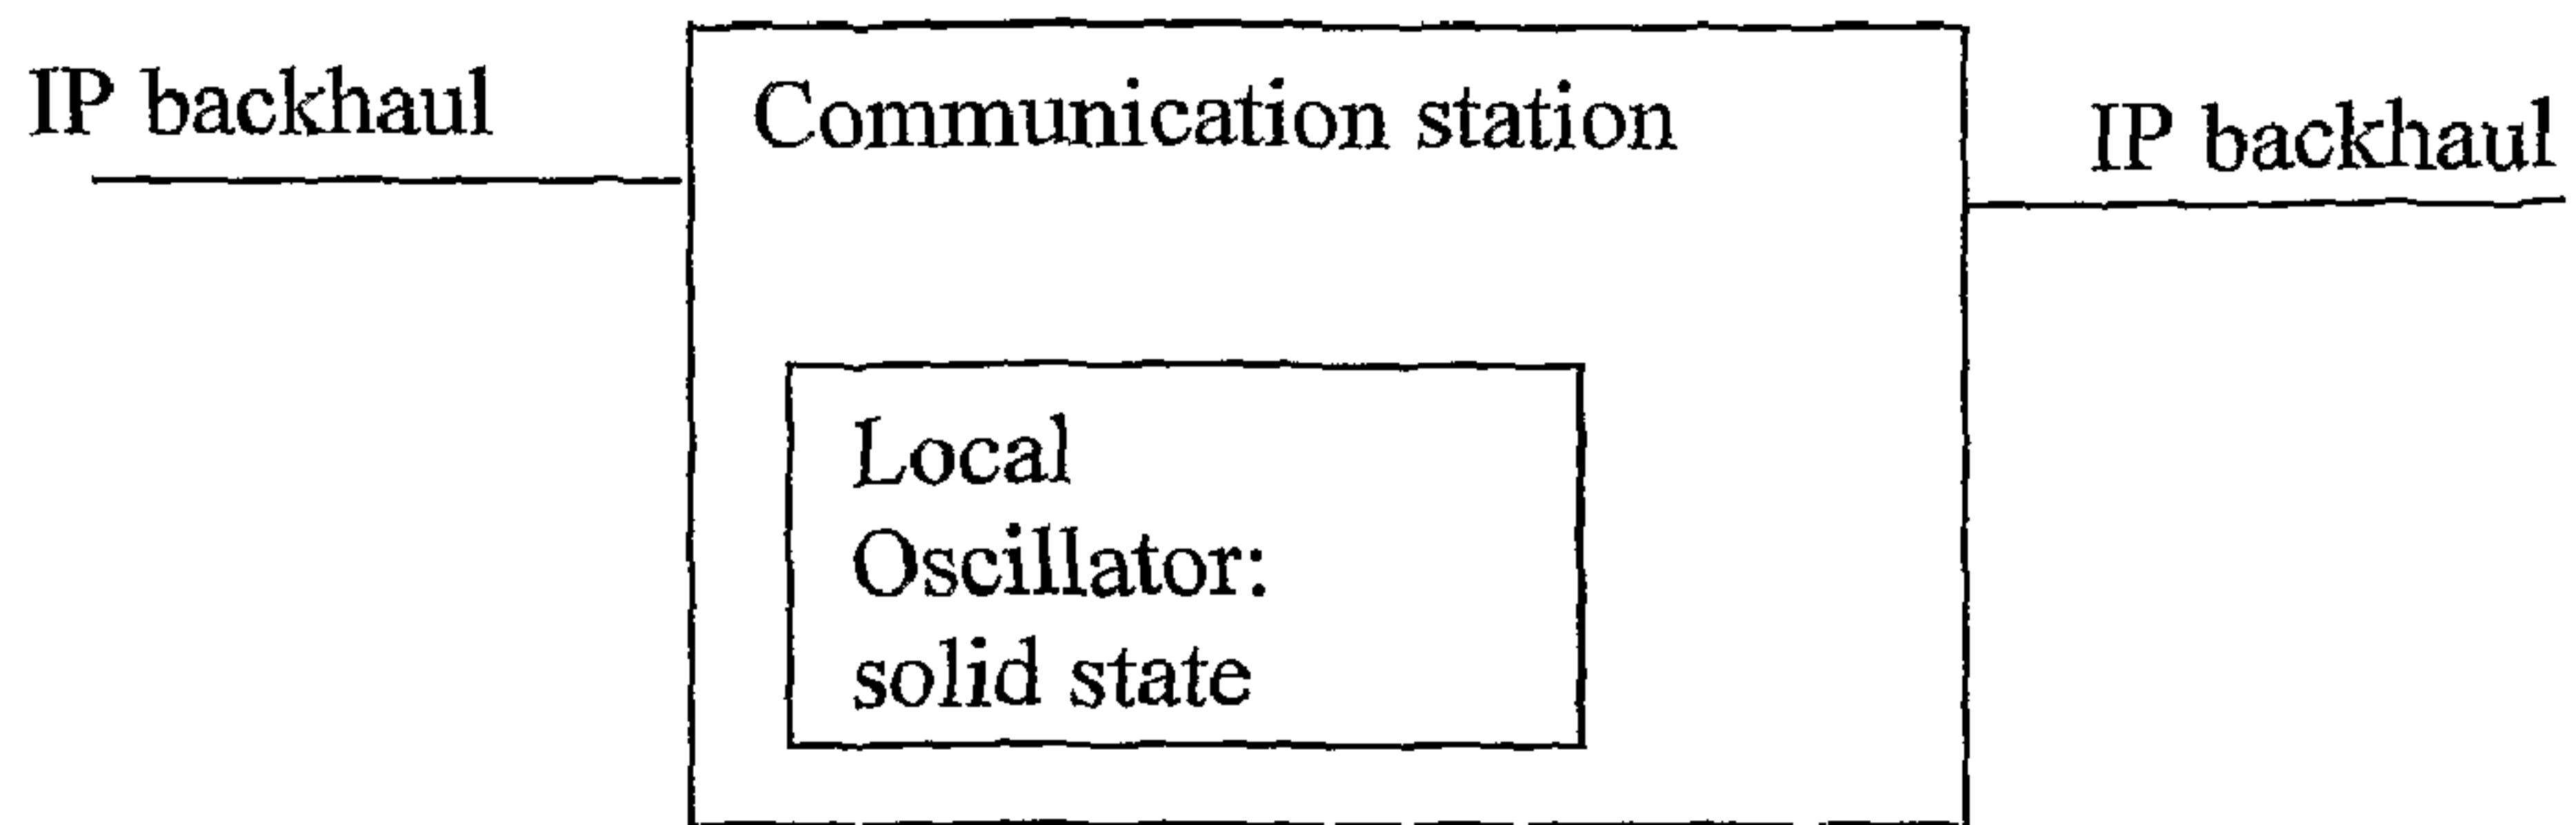 IP backhaul
Communication station
IP backhaul
Local
Oscillator:
solid state